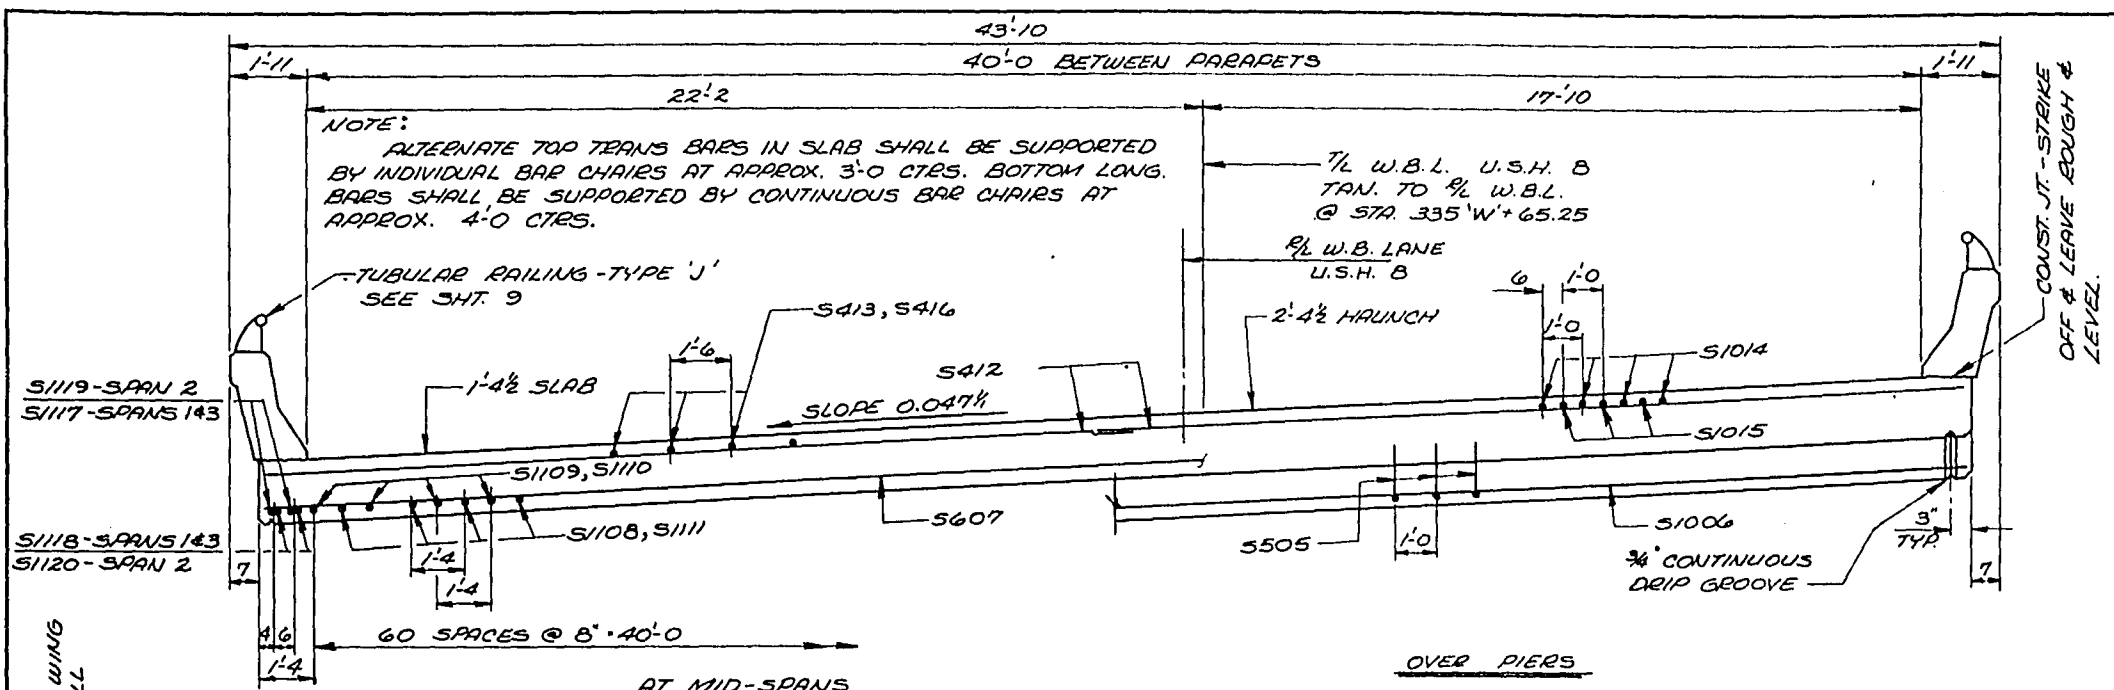 43'-10
1'-11
40'-0 BETWEEN PARAPETS
1'-11
22'-2
17'-10
NOTE:
ALTERNATE TOP TRANS BARS IN SLAB SHALL BE SUPPORTED
BY INDIVIDUAL BAR CHAIRS AT APPROX. 3'-0 CTRS. BOTTOM LONG.
BARS SHALL BE SUPPORTED BY CONTINUOUS BAR CHAIRS AT
APPROX. 4'-0 CTRS.
T/L W.B.L. U.S.H. 8
TAN. TO R/L W.B.L.
@ STA. 335 'W' + 65.25
R/L W.B. LANE
U.S.H. 8
CONST. JT. - STRIKE
OFF & LEAVE ROUGH &
LEVEL.
TUBULAR RAILING - TYPE 'J'
SEE SHT. 9
S413, S416
2'-4½ HAUNCH
6
1'-0
1'-0
S1014
1'-6
S412
1'-4½ SLAB
SLOPE 0.047'/1
S1015
S1119 - SPAN 2
S1117 - SPANS 1&3
S1109, S1110
S607
S1108, S1111
S1118 - SPANS 1&3
S1120 - SPAN 2
7
1'-4
1'-4
S505
1'-0
S1006
3"
TYP.
¾" CONTINUOUS
DRIP GROOVE
7
4
6
1'-4
60 SPACES @ 8" = 40'-0
WING
AT MID-SPANS
OVER PIERS